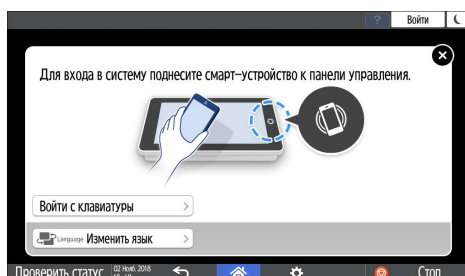 ?
Войти
Для входа в систему поднесите смарт-устройство к панели управления.
Войти с клавиатуры
Language Изменить язык
Проверить статус
02 Нояб. 2018
Стоп